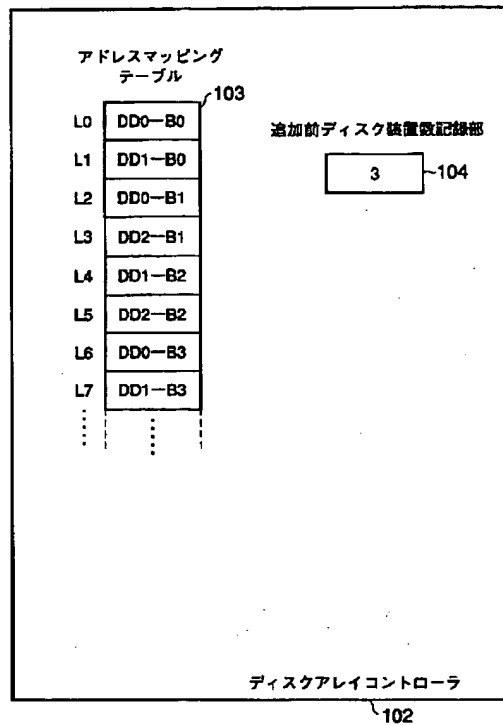 アドレスマッピング
テーブル
103
L0 DD0−B0
L1 DD1−B0
L2 DD0−B1
L3 DD2−B1
L4 DD1−B2
L5 DD2−B2
L6 DD0−B3
L7 DD1−B3
追加前ディスク装置数記録部
3
104
ディスクアレイコントローラ
102